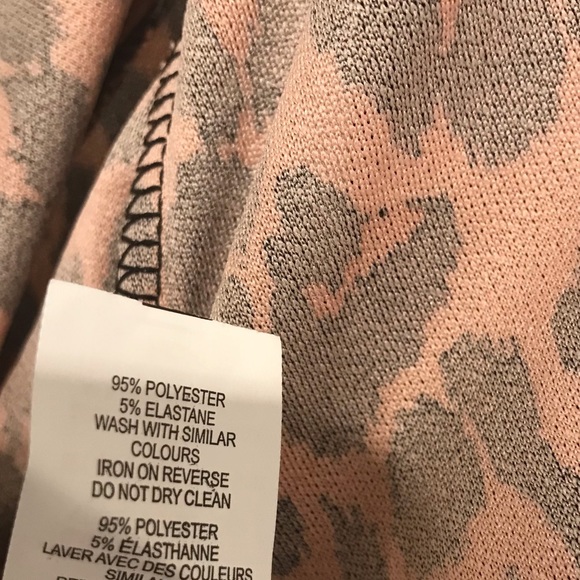 95% POLYESTER
5% ELASTANE
WASH WITH SIMILAR
COLOURS
IRON ON REVERSE
DO NOT DRY CLEAN
95% POLYESTER
5% ÉLASTHANNE
LAVER AVEC DES COULEURS